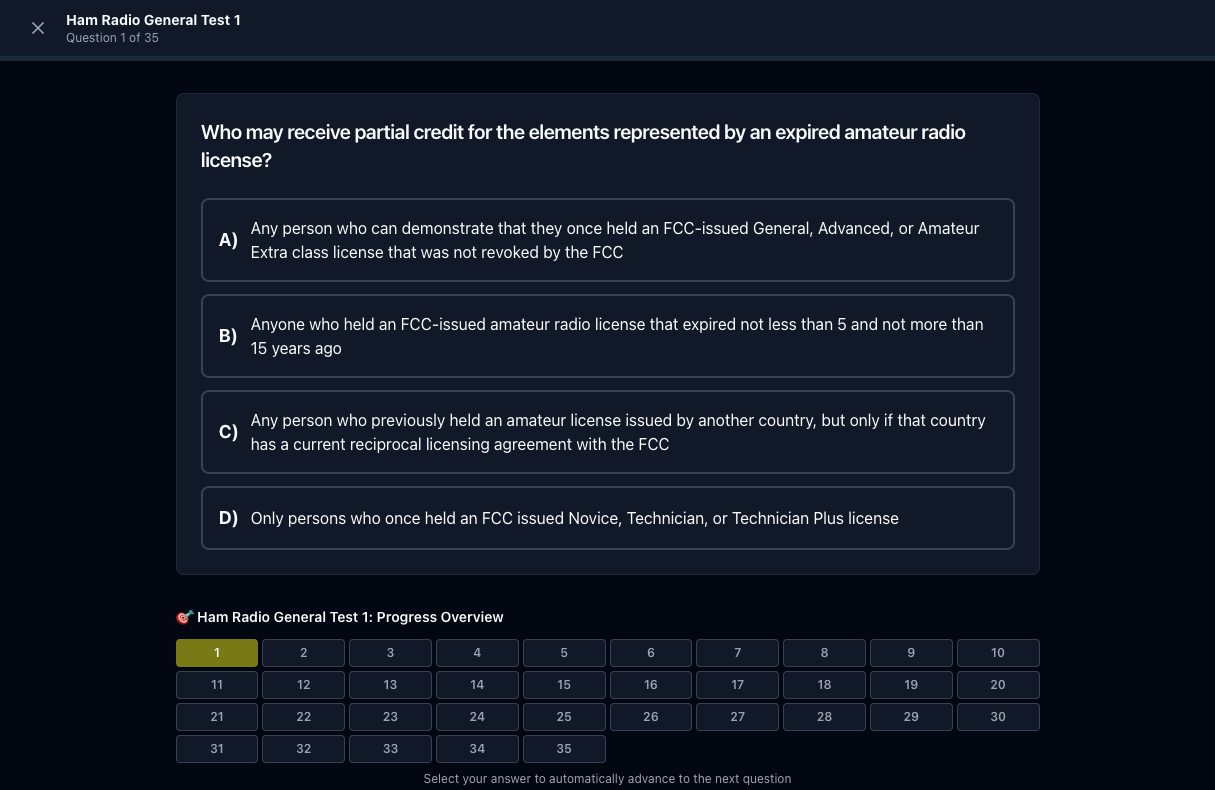 Ham Radio General Test 1
Question 1 of 35
Who may receive partial credit for the elements represented by an expired amateur radio
license?
A) Any person who can demonstrate that they once held an FCC-issued General, Advanced, or Amateur
Extra class license that was not revoked by the FCC
B) Anyone who held an FCC-issued amateur radio license that expired not less than 5 and not more than
15 years ago
C) Any person who previously held an amateur license issued by another country, but only if that country
has a current reciprocal licensing agreement with the FCC
D) Only persons who once held an FCC issued Novice, Technician, or Technician Plus license
Ham Radio General Test 1: Progress Overview
1 2 3 4 5 6 7 8 9 10
11 12 13 14 15 16 17 18 19 20
21 22 23 24 25 26 27 28 29 30
31 32 33 34 35
Select your answer to automatically advance to the next question